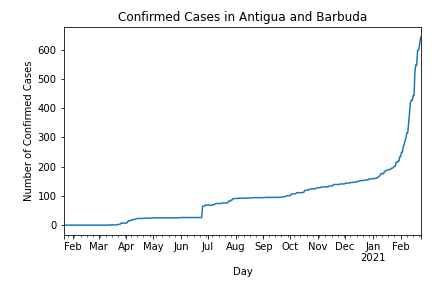 Confirmed Cases in Antigua and Barbuda
Number of Confirmed Cases
600
500
400
300
200
100
0
Feb Mar Apr May Jun Jul Aug Sep Oct Nov Dec Jan Feb
2021
Day